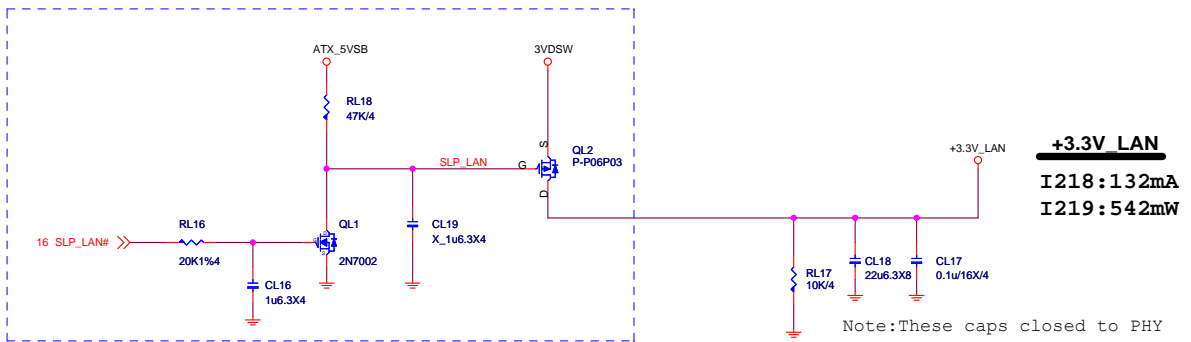 ATX_5VSB
3VDSW
RL18
47K/4
S
QL2
P-P06P03
G
D
SLP_LAN
+3.3V_LAN
+3.3V_LAN
I218:132mA
I219:542mW
16 SLP_LAN#
RL16
20K1%4
QL1
2N7002
CL19
X_1u6.3X4
CL16
1u6.3X4
RL17
10K/4
CL18
22u6.3X8
CL17
0.1u/16X/4
Note:These caps closed to PHY